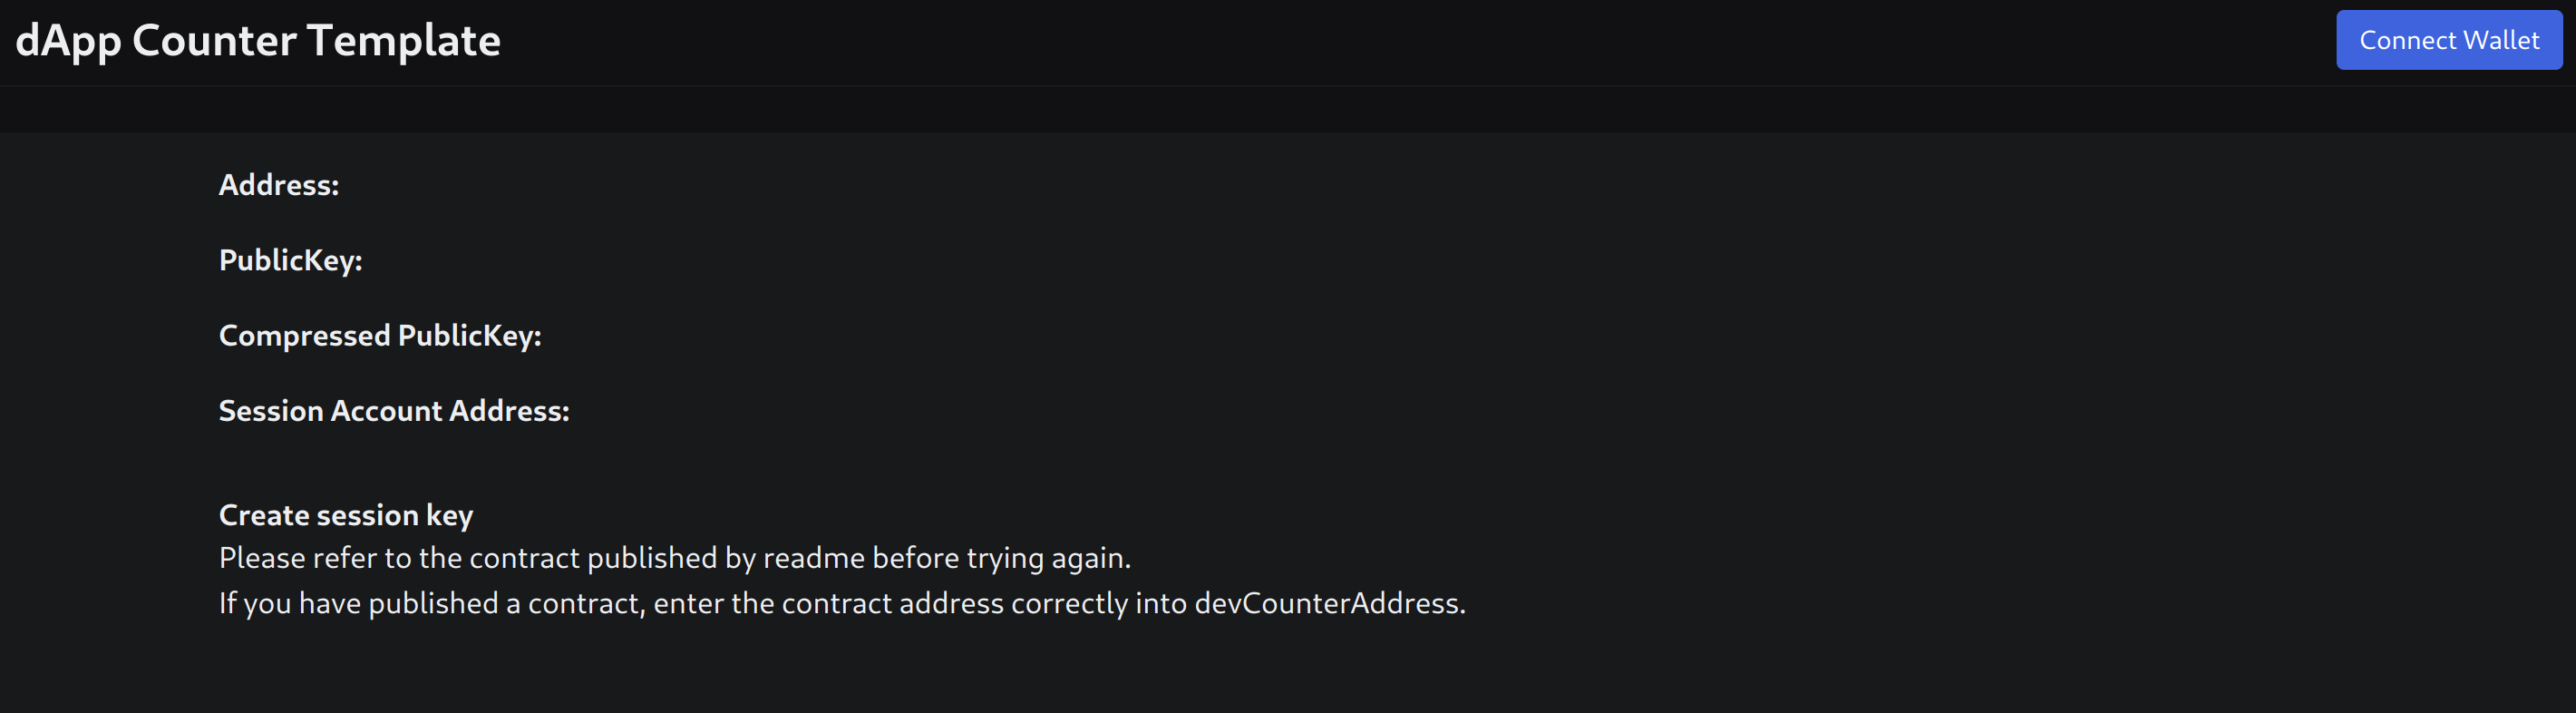 dApp Counter Template
Connect Wallet
Address:
PublicKey:
Compressed PublicKey:
Session Account Address:
Create session key
Please refer to the contract published by readme before trying again.
If you have published a contract, enter the contract address correctly into devCounterAddress.